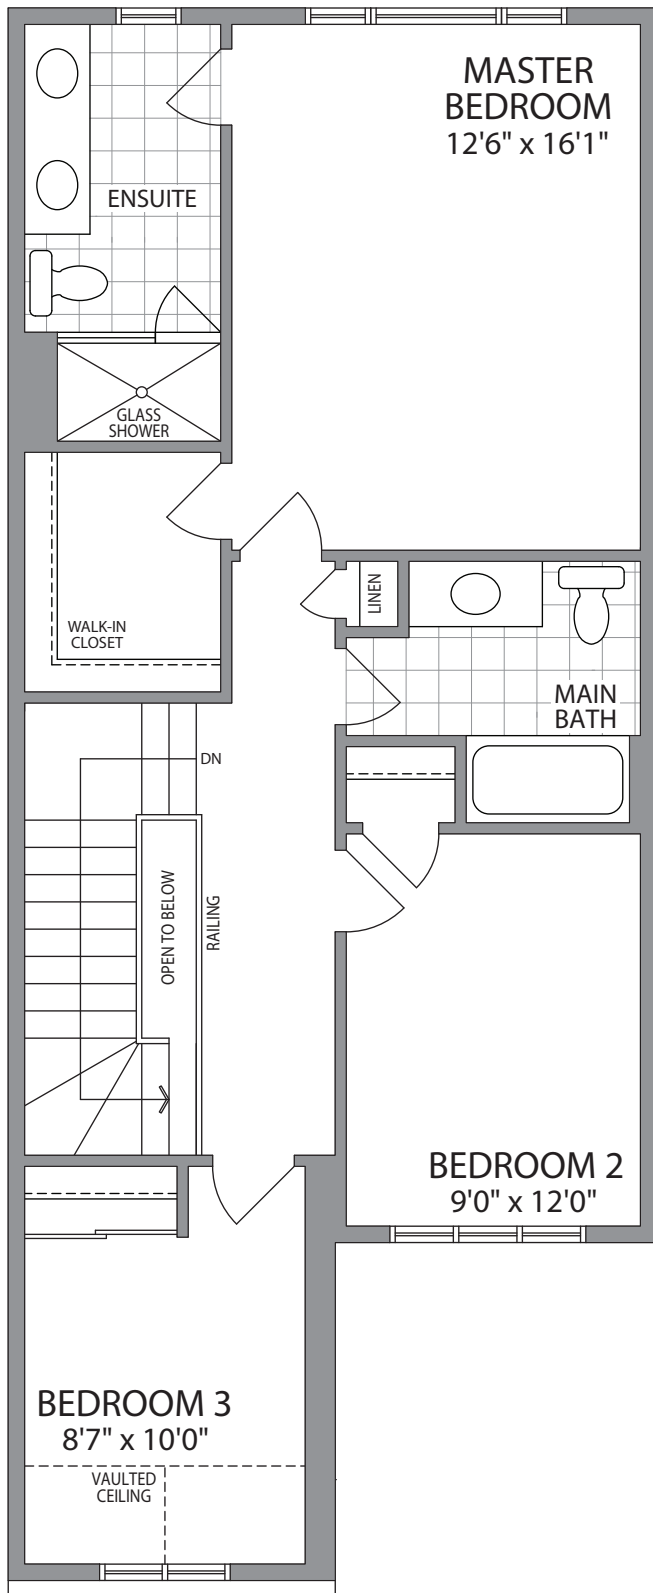 MASTER
BEDROOM
12'6" x 16'1"
ENSUITE
GLASS
SHOWER
WALK-IN
CLOSET
LINEN
MAIN
BATH
DN
OPEN TO BELOW
RAILING
BEDROOM 2
9'0" x 12'0"
BEDROOM 3
8'7" x 10'0"
VAULTED
CEILING